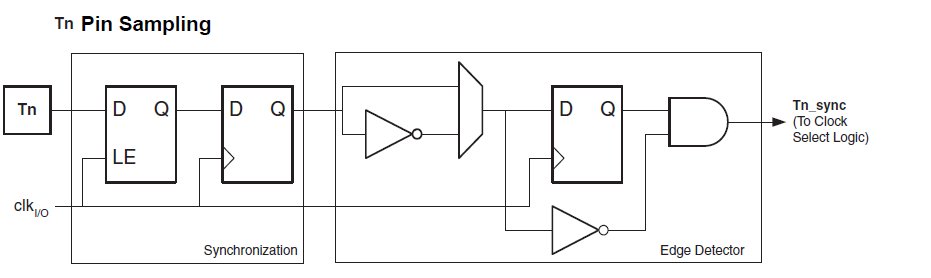 Tn Pin Sampling
Tn
D Q
LE
D Q
D Q
Tn_sync
(To Clock
Select Logic)
clkI/O
Synchronization
Edge Detector